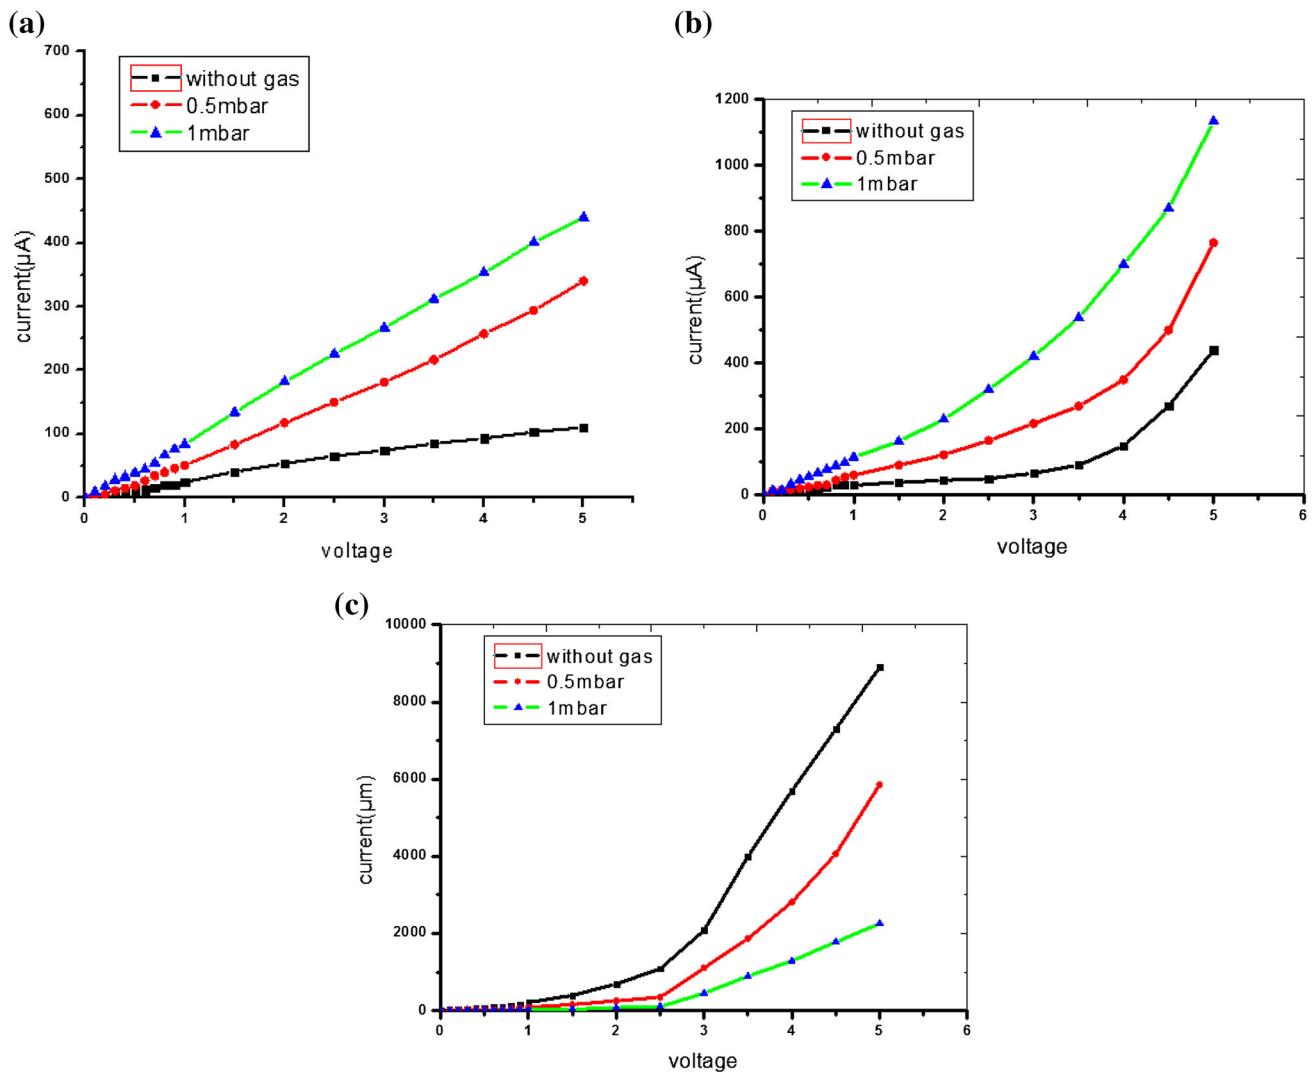 (a)
700
600
500
400
300
200
100
0
current(μA)
without gas
0.5mbar
1mbar
0 1 2 3 4 5
voltage
(b)
1200
1000
800
600
400
200
0
current(μA)
without gas
0.5mbar
1mbar
0 1 2 3 4 5 6
voltage
(c)
10000
8000
6000
4000
2000
0
current(μm)
without gas
0.5mbar
1mbar
0 1 2 3 4 5 6
voltage